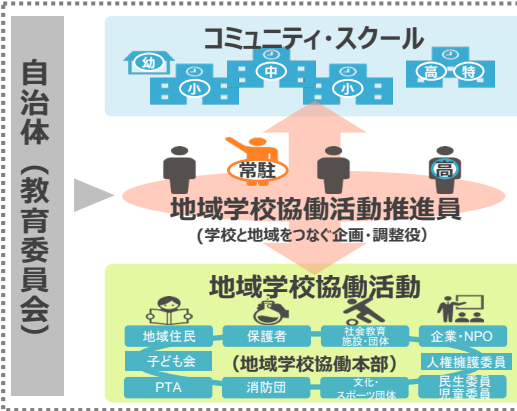 自治体（教育委員会）
コミュニティ・スクール
幼
小
中
小
高
特
常駐
高
地域学校協働活動推進員
(学校と地域をつなぐ企画・調整役)
地域学校協働活動
地域住民
保護者
社会教育
施設・団体
企業・NPO
子ども会
（地域学校協働本部）
人権擁護委員
PTA
消防団
文化・
スポーツ団体
民生委員
児童委員